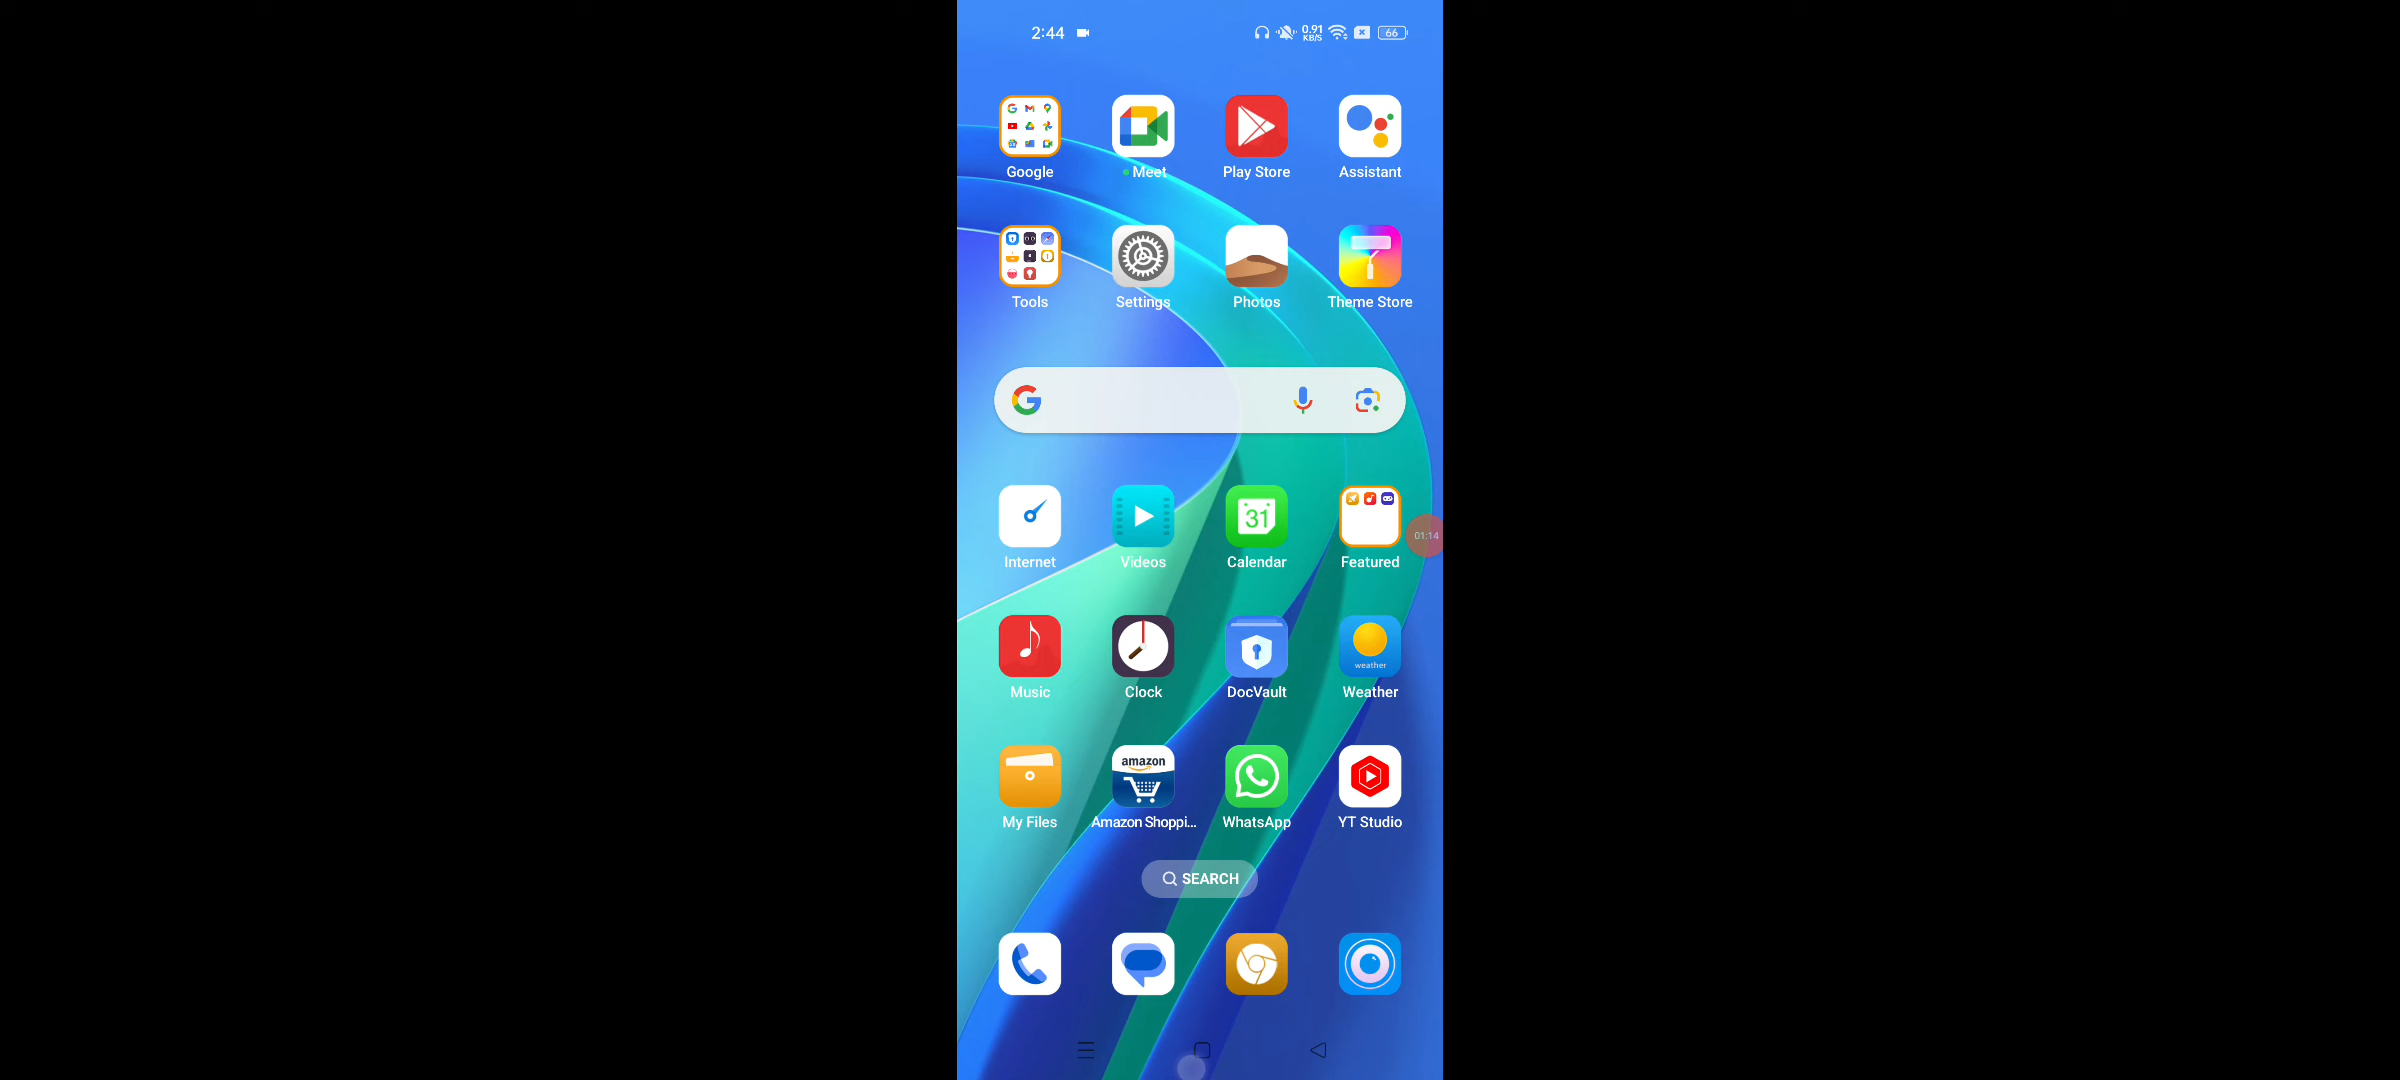 2:44
0.91
KB/S
66
Google
Meet
Play Store
Assistant
Tools
Settings
Photos
Theme Store
Internet
Videos
31
Calendar
Featured
01:14
Music
Clock
DocVault
weather
Weather
My Files
amazon
Amazon Shoppi...
WhatsApp
YT Studio
SEARCH